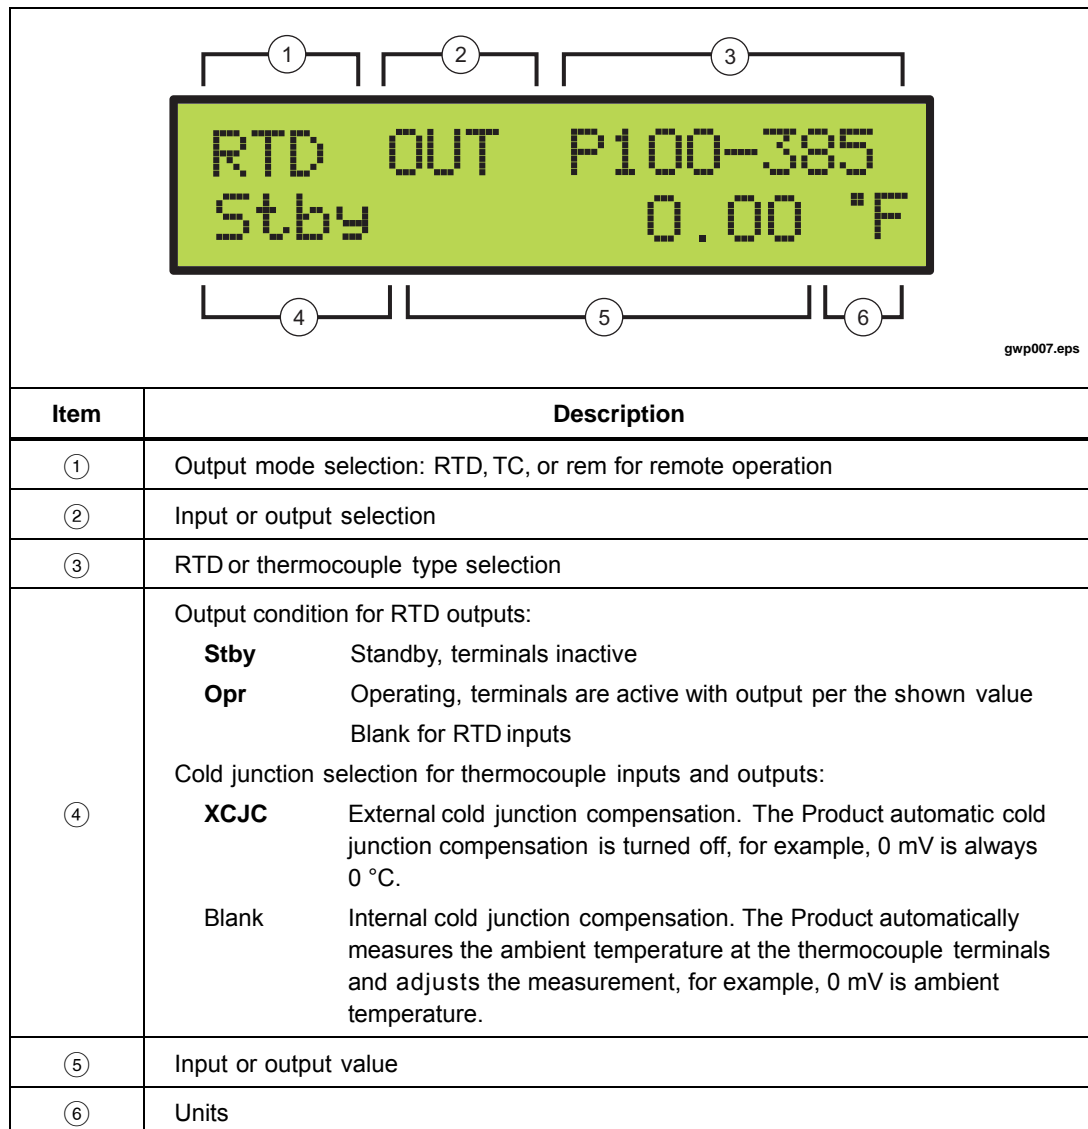 ① ② ③
RTD OUT P100-385
Stby 0.00 °F
④ ⑤ ⑥
gwp007.eps
Item Description
① Output mode selection: RTD, TC, or rem for remote operation
② Input or output selection
③ RTD or thermocouple type selection
④
Output condition for RTD outputs:
Stby Standby, terminals inactive
Opr Operating, terminals are active with output per the shown value
Blank for RTD inputs
Cold junction selection for thermocouple inputs and outputs:
XCJC External cold junction compensation. The Product automatic cold
junction compensation is turned off, for example, 0 mV is always
0 °C.
Blank Internal cold junction compensation. The Product automatically
measures the ambient temperature at the thermocouple terminals
and adjusts the measurement, for example, 0 mV is ambient
temperature.
⑤ Input or output value
⑥ Units